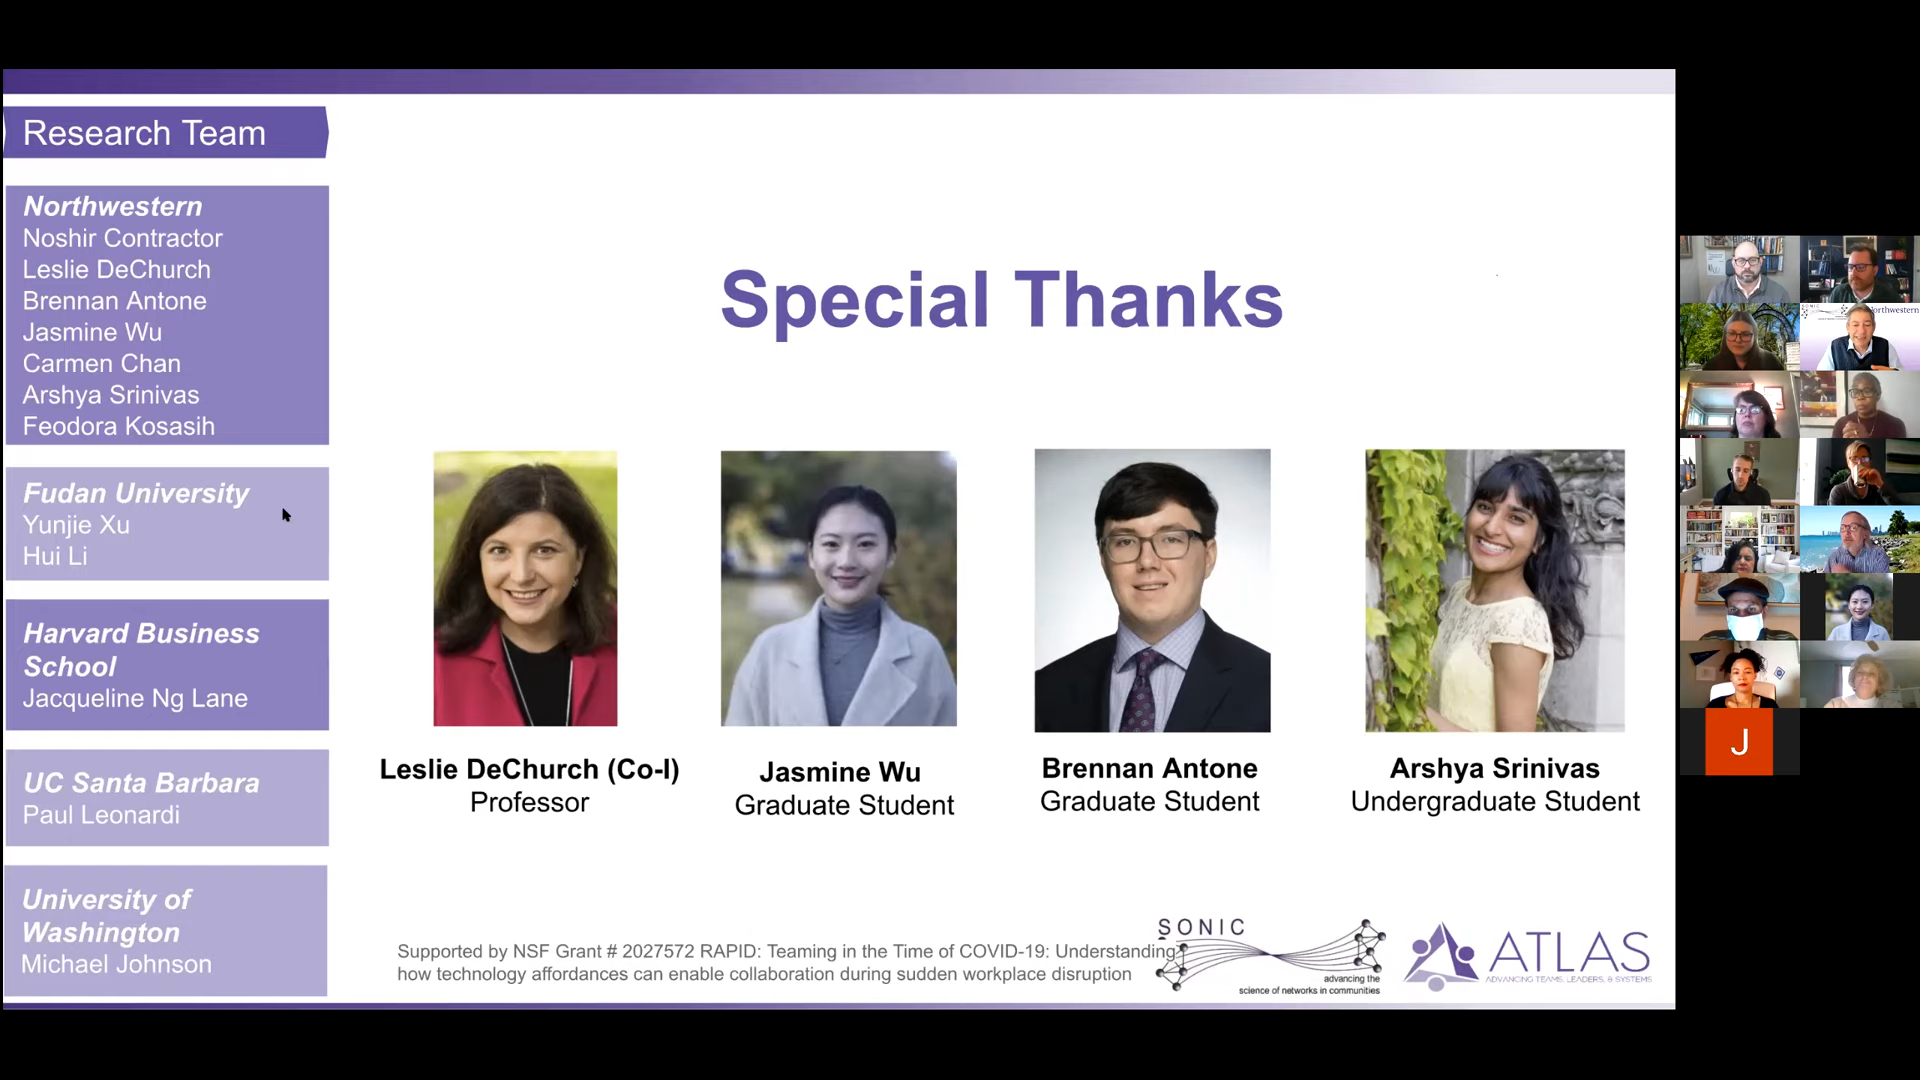 Research Team
Northwestern
Noshir Contractor
Leslie DeChurch
Brennan Antone
Jasmine Wu
Carmen Chan
Arshya Srinivas
Feodora Kosasih
Fudan University
Yunjie Xu
Hui Li
Harvard Business
School
Jacqueline Ng Lane
UC Santa Barbara
Paul Leonardi
University of
Washington
Michael Johnson
Special Thanks
Leslie DeChurch (Co-I)
Professor
Jasmine Wu
Graduate Student
Brennan Antone
Graduate Student
Arshya Srinivas
Undergraduate Student
Supported by NSF Grant # 2027572 RAPID: Teaming in the Time of COVID-19: Understanding
how technology affordances can enable collaboration during sudden workplace disruption
SONIC
advancing the
science of networks in communities
ATLAS
ADVANCING TEAMS, LEADERS, & SYSTEMS
SONIC
orthwestern
J